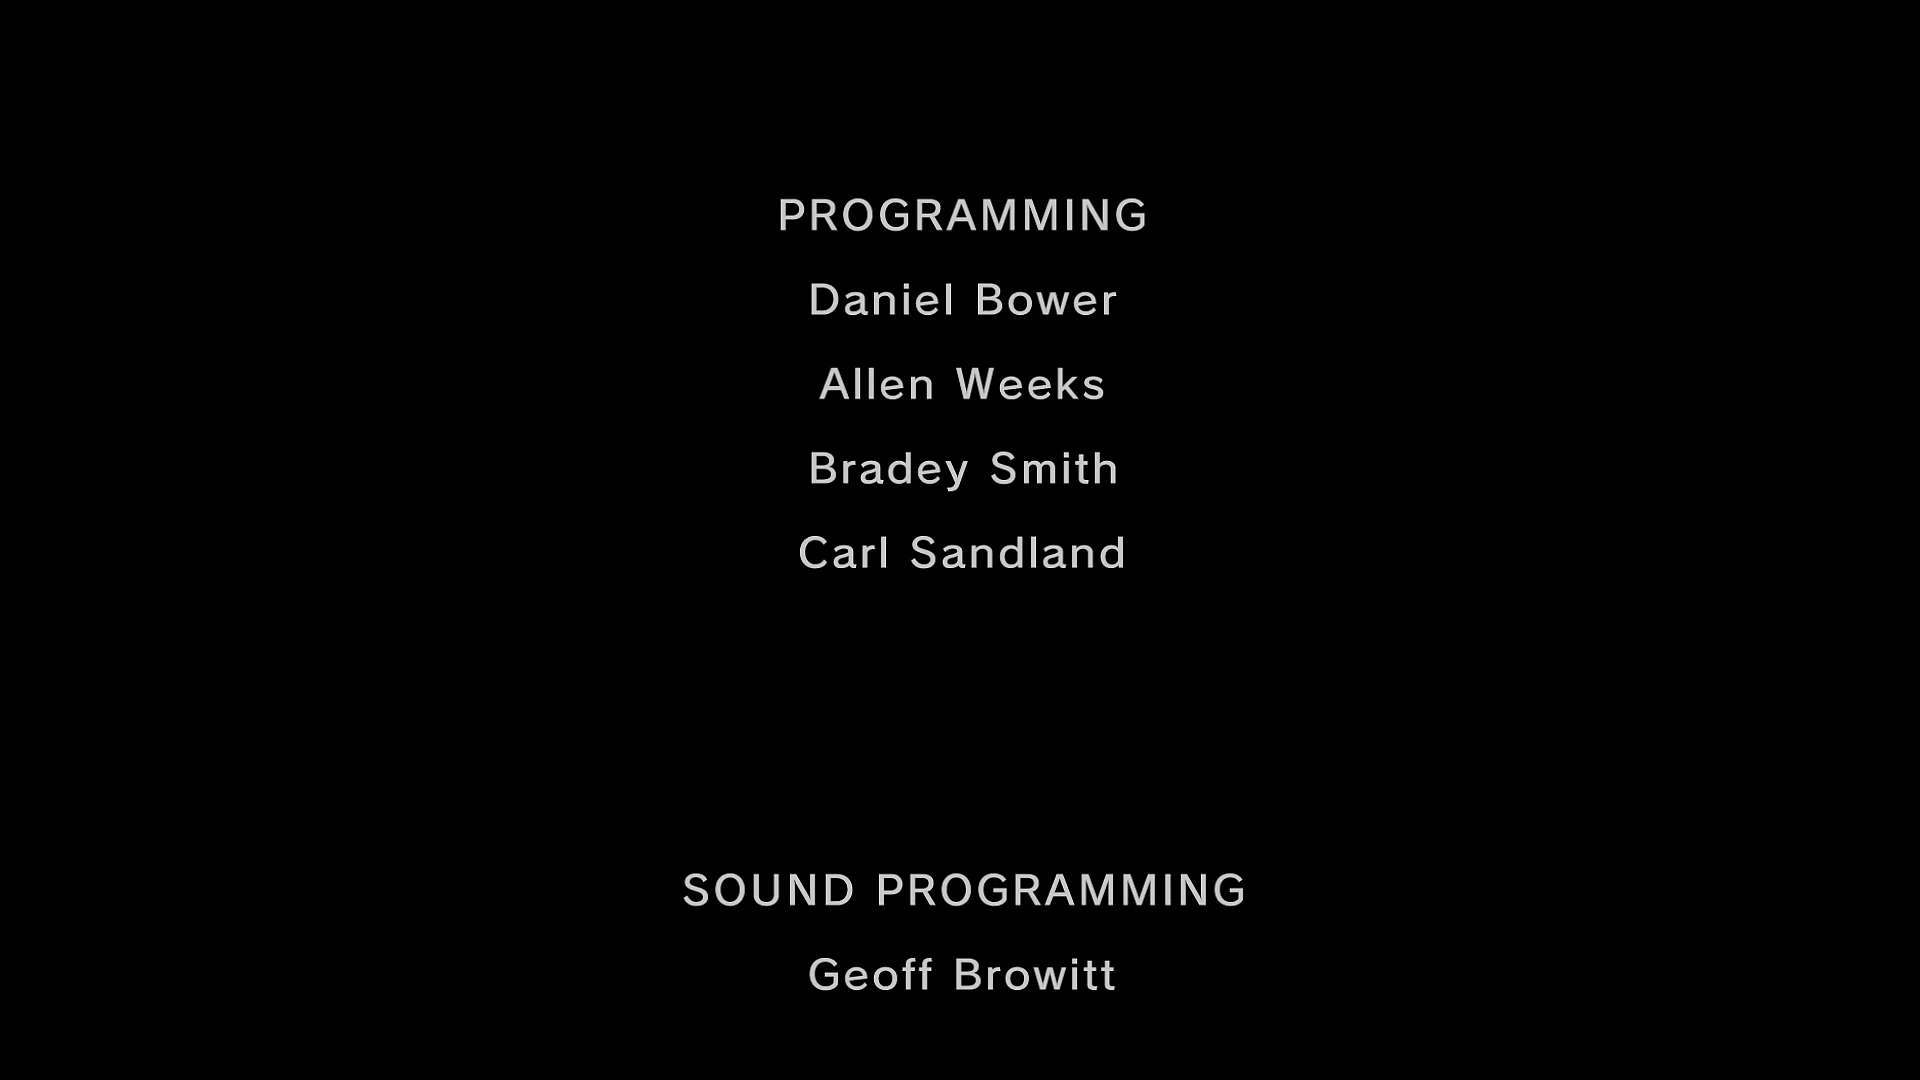 PROGRAMMING
Daniel Bower
Allen Weeks
Bradey Smith
Carl Sandland
SOUND PROGRAMMING
Geoff Browitt